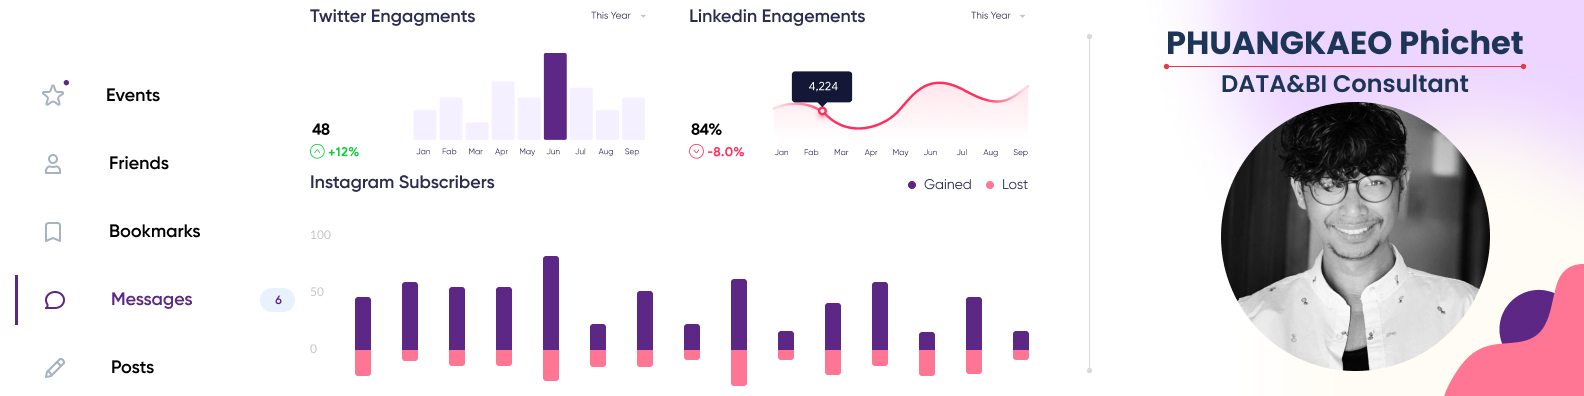 Events
Friends
Bookmarks
Messages
6
Posts
Twitter Engagments
This Year
48
+12%
Jan Fab Mar Apr May Jun Jul Aug Sep
Linkedin Enagements
This Year
4,224
84%
-8.0%
Jan Fab Mar Apr May Jun Jul Aug Sep
Instagram Subscribers
Gained Lost
100
50
0
PHUANGKAEO Phichet
DATA&BI Consultant